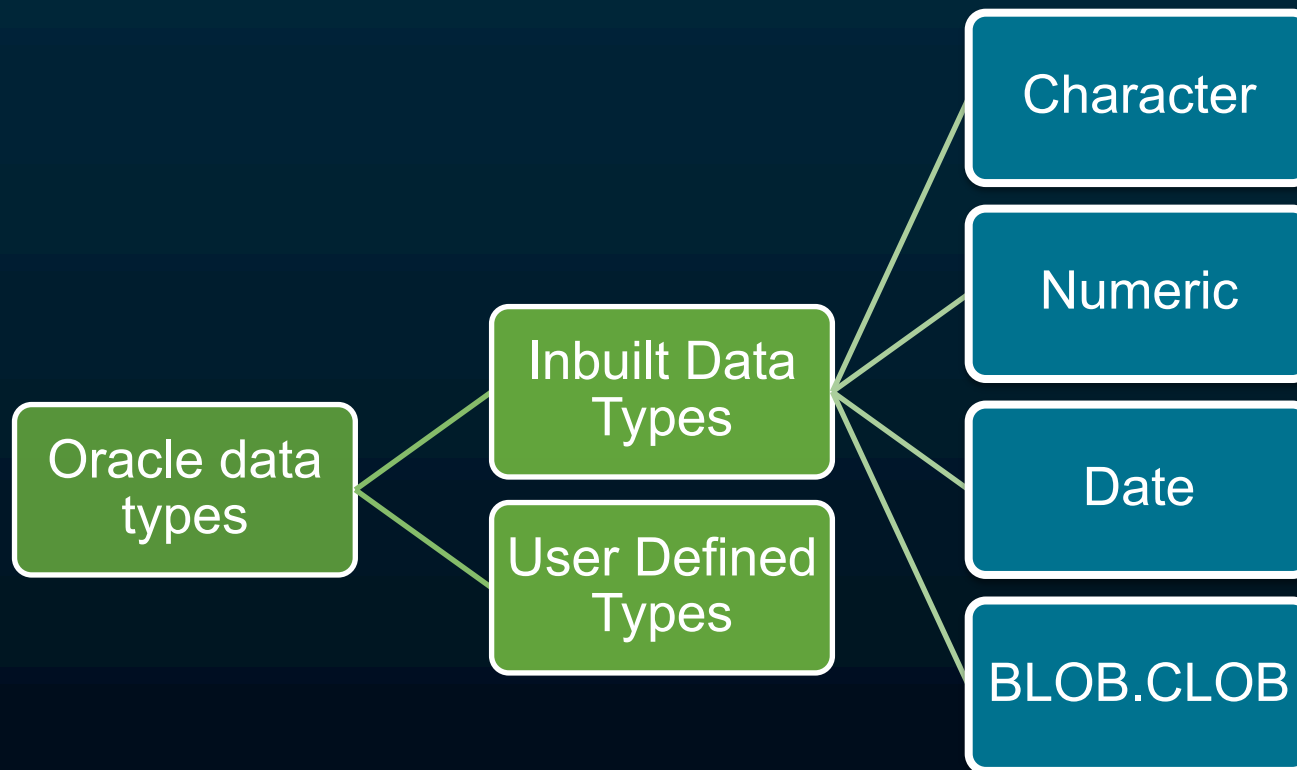 Oracle data
types
Inbuilt Data
Types
User Defined
Types
Character
Numeric
Date
BLOB.CLOB